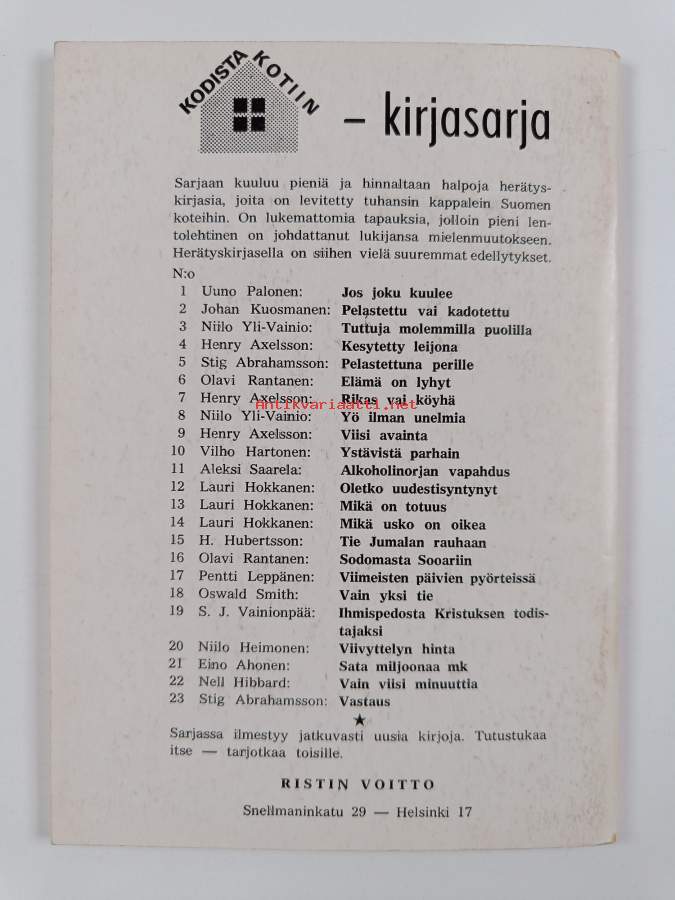 KODISTA KOTIIN – kirjasarja
Sarjaan kuuluu pieniä ja hinnaltaan halpoja herätys-
kirjasia, joita on levitetty tuhansin kappalein Suomen
koteihin. On lukemattomia tapauksia, jolloin pieni len-
tolehtinen on johdattanut lukijansa mielenmuutokseen.
Herätyskirjasella on siihen vielä suuremmat edellytykset.
N:o
1 Uuno Palonen: Jos joku kuulee
2 Johan Kuosmanen: Pelastettu vai kadotettu
3 Niilo Yli-Vainio: Tuttuja molemmilla puolilla
4 Henry Axelsson: Kesytetty leijona
5 Stig Abrahamsson: Pelastettuna perille
6 Olavi Rantanen: Elämä on lyhyt
7 Henry Axelsson: Rikas vai köyhä
Antikvariaatti.net
8 Niilo Yli-Vainio: Yö ilman unelmia
9 Henry Axelsson: Viisi avainta
10 Vilho Hartonen: Ystävistä parhain
11 Aleksi Saarela: Alkoholinorjan vapahdus
12 Lauri Hokkanen: Oletko uudestisyntynyt
13 Lauri Hokkanen: Mikä on totuus
14 Lauri Hokkanen: Mikä usko on oikea
15 H. Hubertsson: Tie Jumalan rauhaan
16 Olavi Rantanen: Sodomasta Sooariin
17 Pentti Leppänen: Viimeisten päivien pyörteissä
18 Oswald Smith: Vain yksi tie
19 S. J. Vainionpää: Ihmispedosta Kristuksen todis-
tajaksi
20 Niilo Heimonen: Viivyttelyn hinta
21 Eino Ahonen: Sata miljoonaa mk
22 Nell Hibbard: Vain viisi minuuttia
23 Stig Abrahamsson: Vastaus
★
Sarjassa ilmestyy jatkuvasti uusia kirjoja. Tutustukaa
itse — tarjotkaa toisille.
RISTIN VOITTO
Snellmaninkatu 29 — Helsinki 17